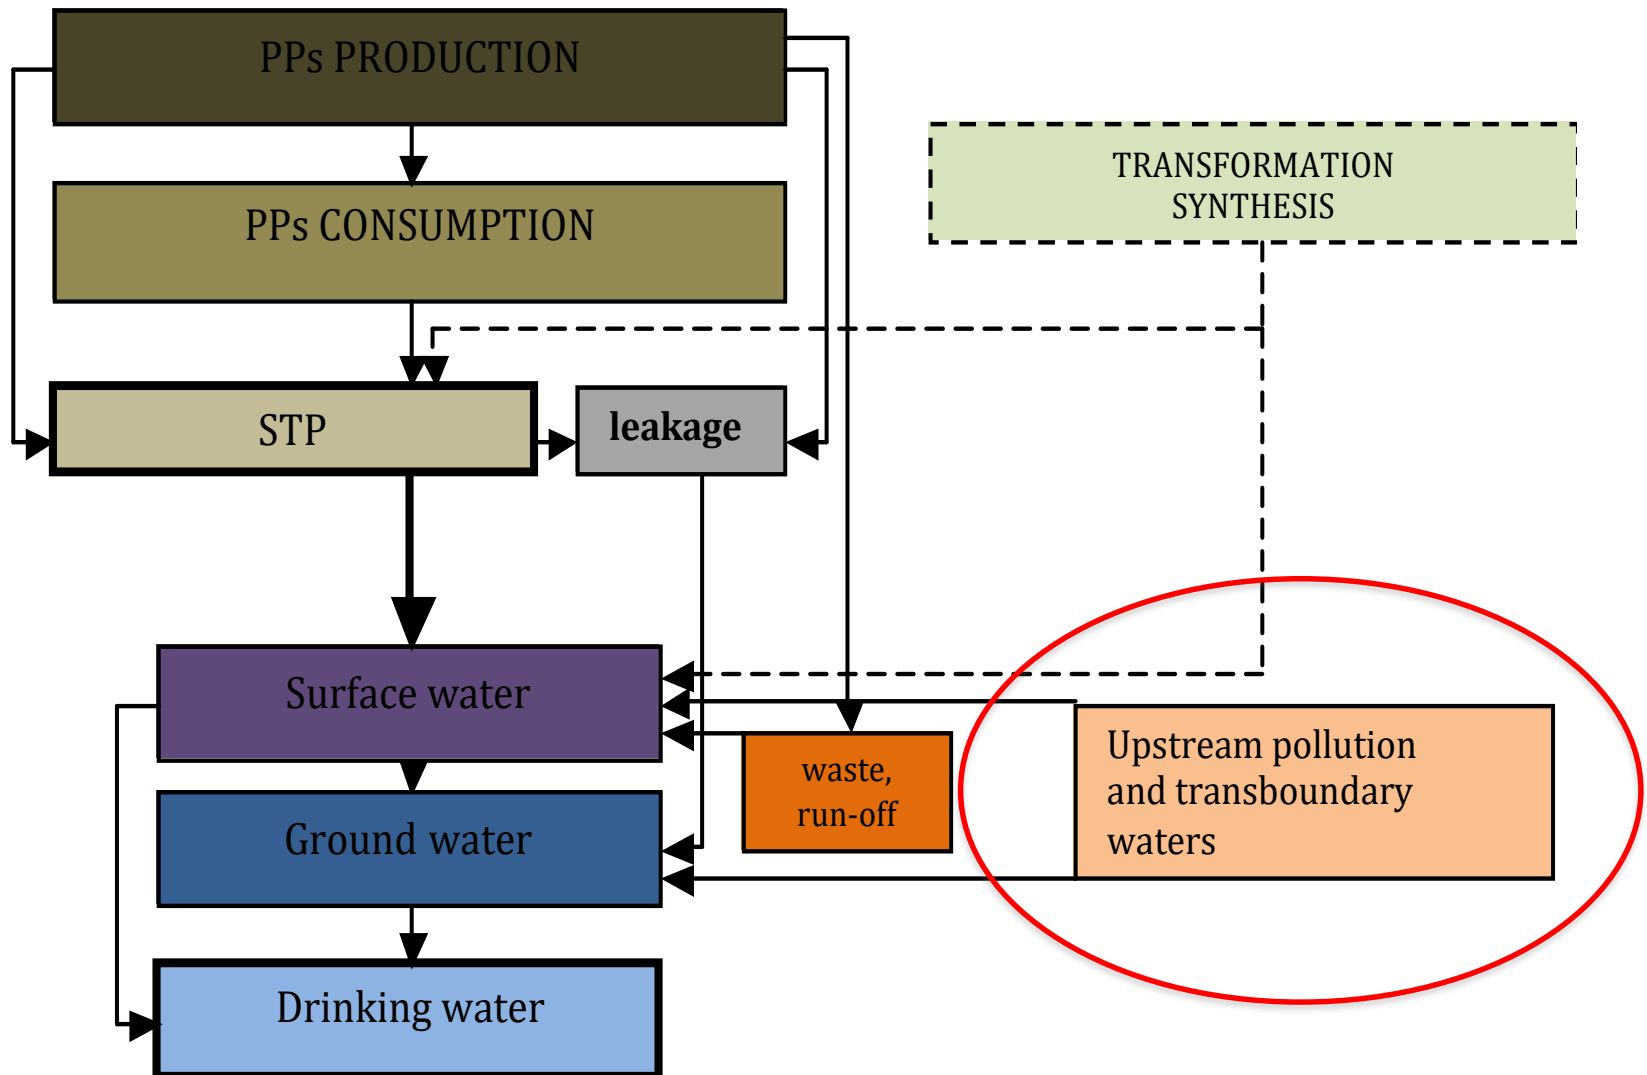 PPs PRODUCTION
TRANSFORMATION
SYNTHESIS
PPs CONSUMPTION
STP
leakage
Surface water
Upstream pollution
and transboundary
waters
waste,
run-off
Ground water
Drinking water